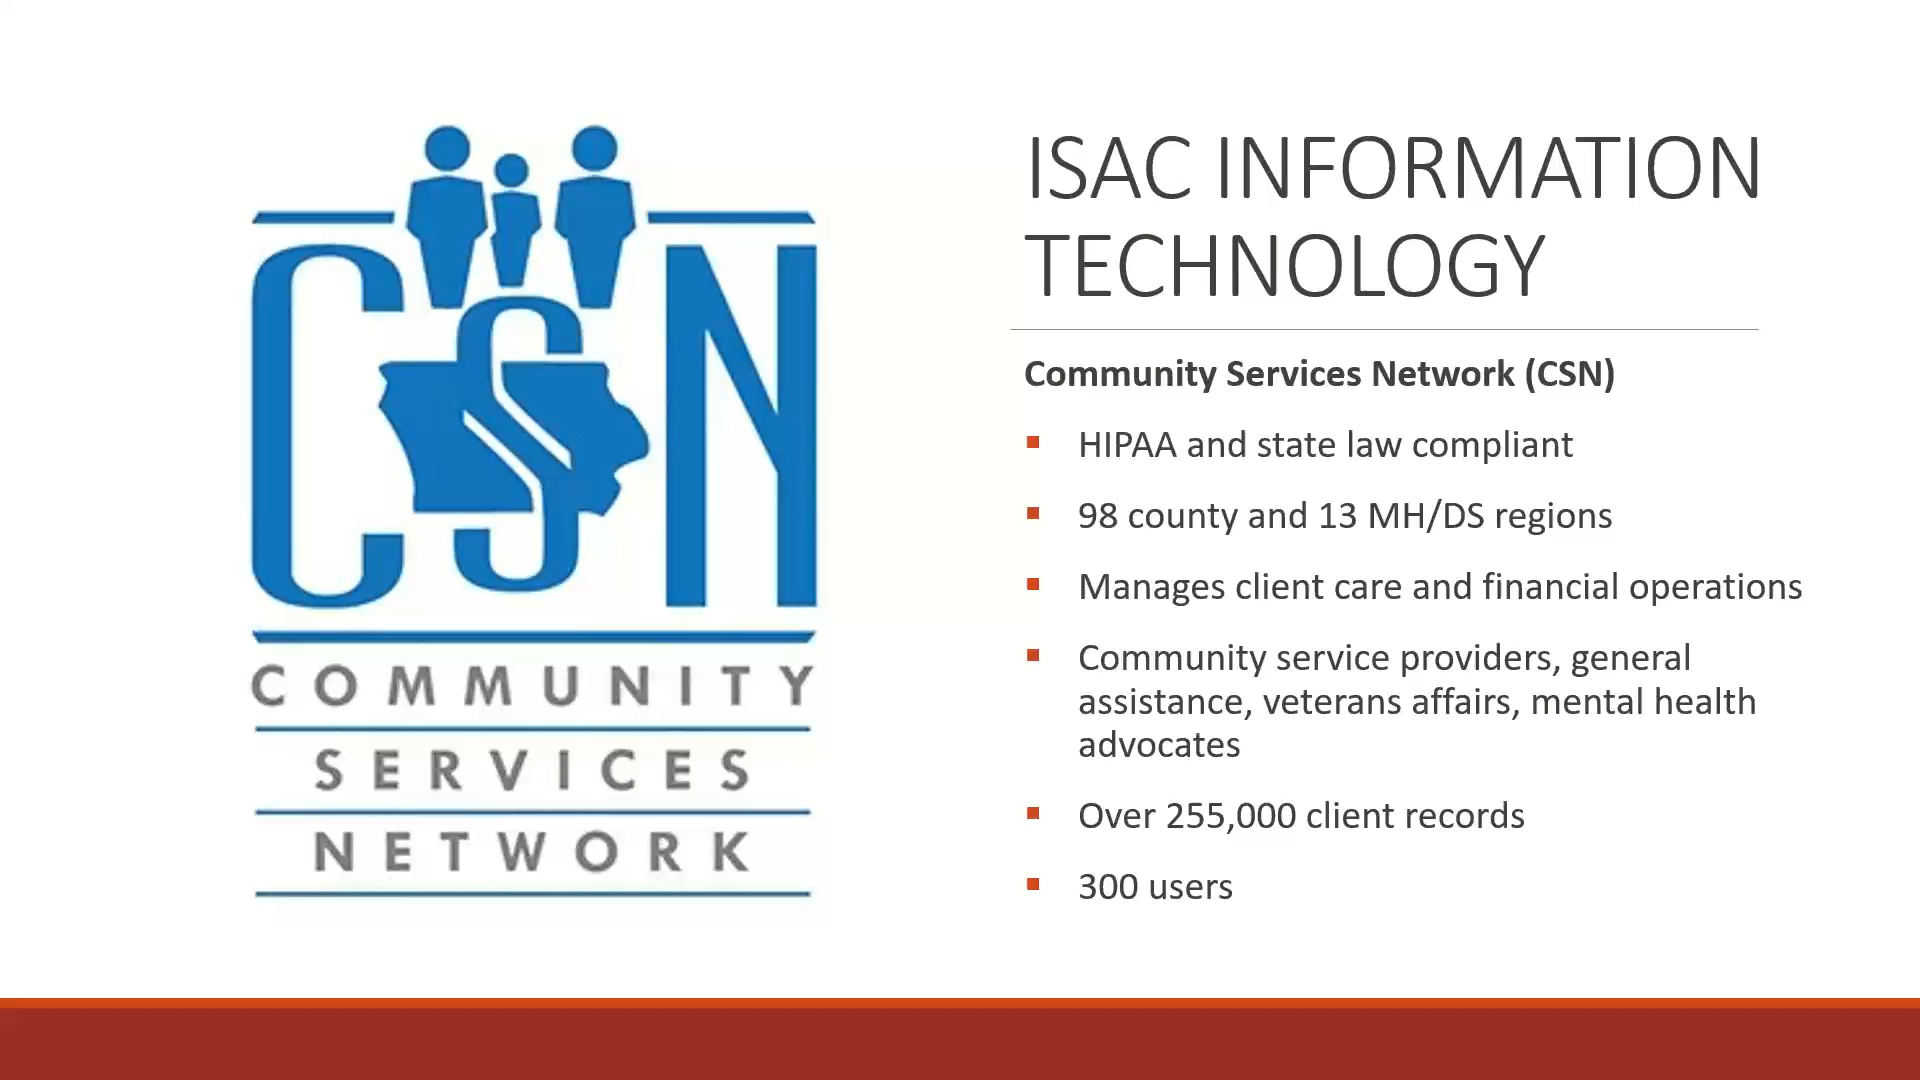 CSN
COMMUNITY
SERVICES
NETWORK
ISAC INFORMATION
TECHNOLOGY
Community Services Network (CSN)
▪ HIPAA and state law compliant
▪ 98 county and 13 MH/DS regions
▪ Manages client care and financial operations
▪ Community service providers, general
assistance, veterans affairs, mental health
advocates
▪ Over 255,000 client records
▪ 300 users